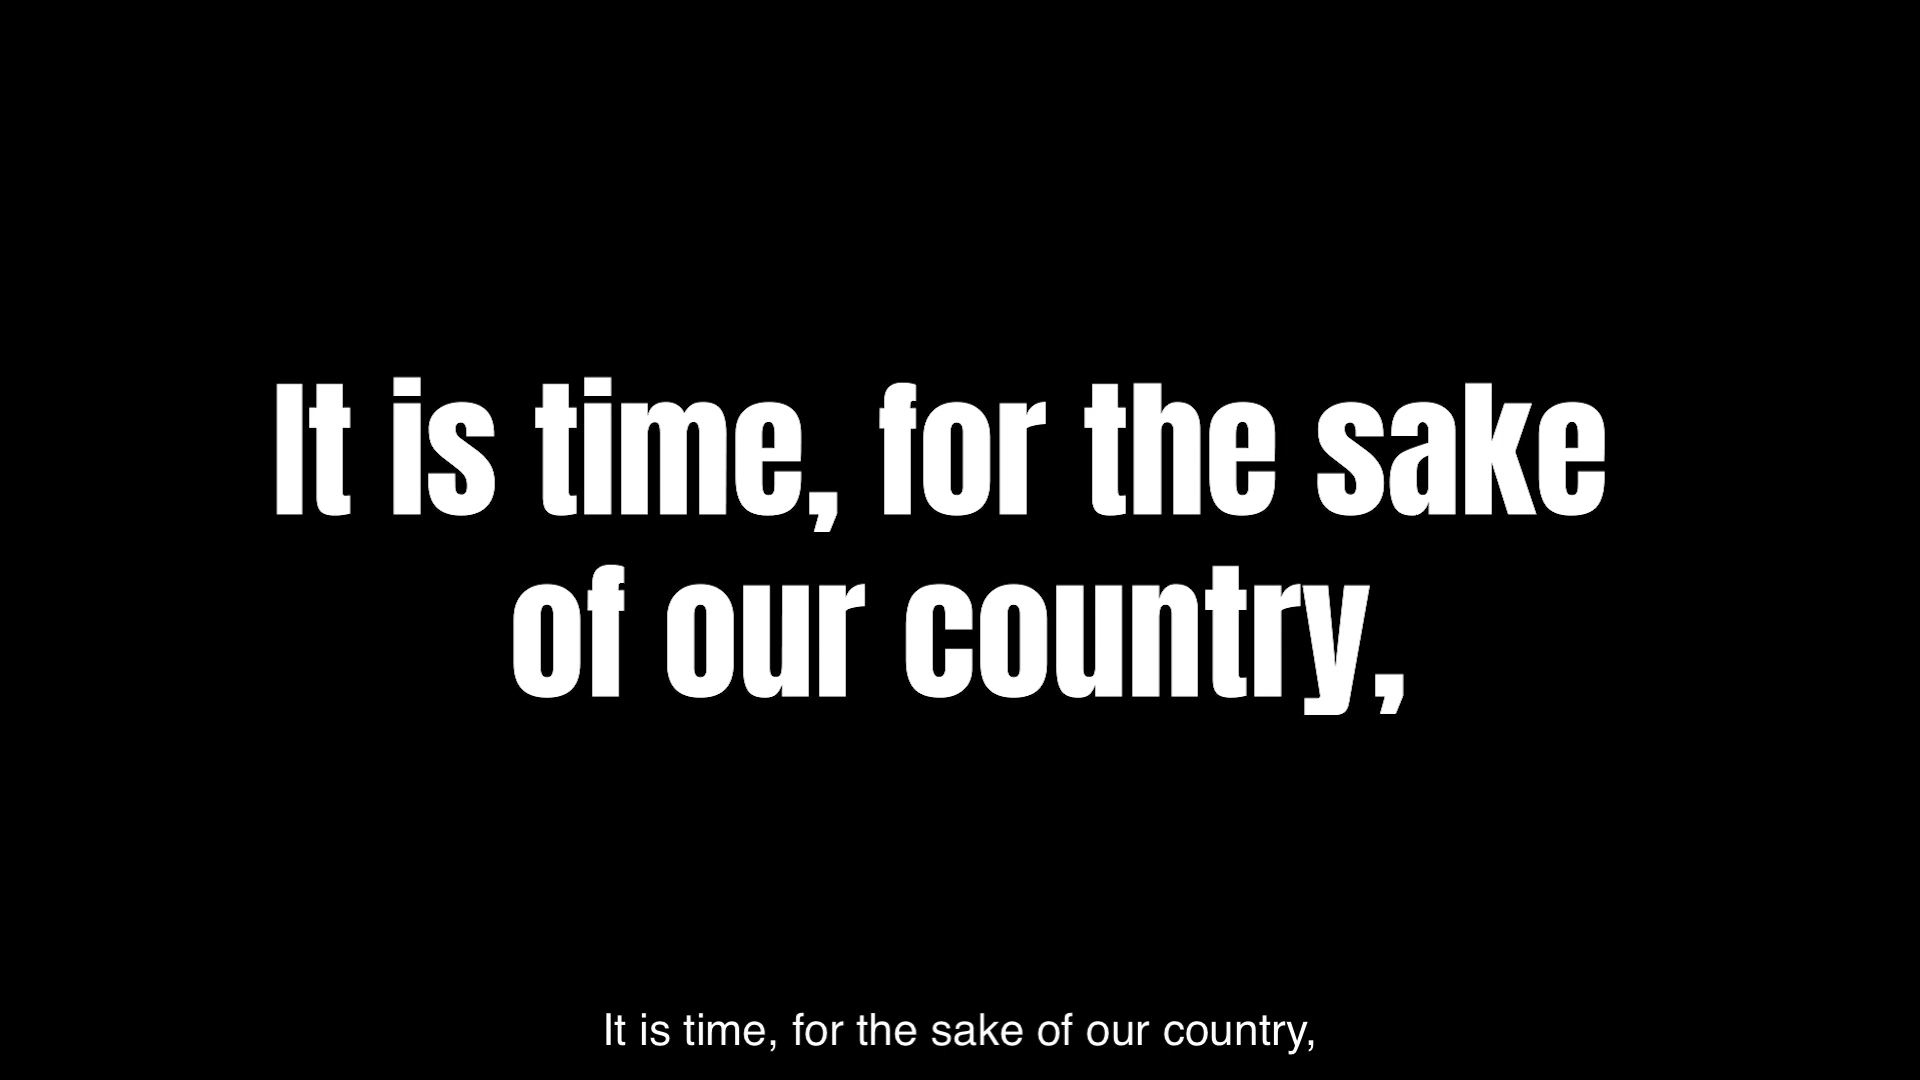 It is time, for the sake
of our country,
It is time, for the sake of our country,